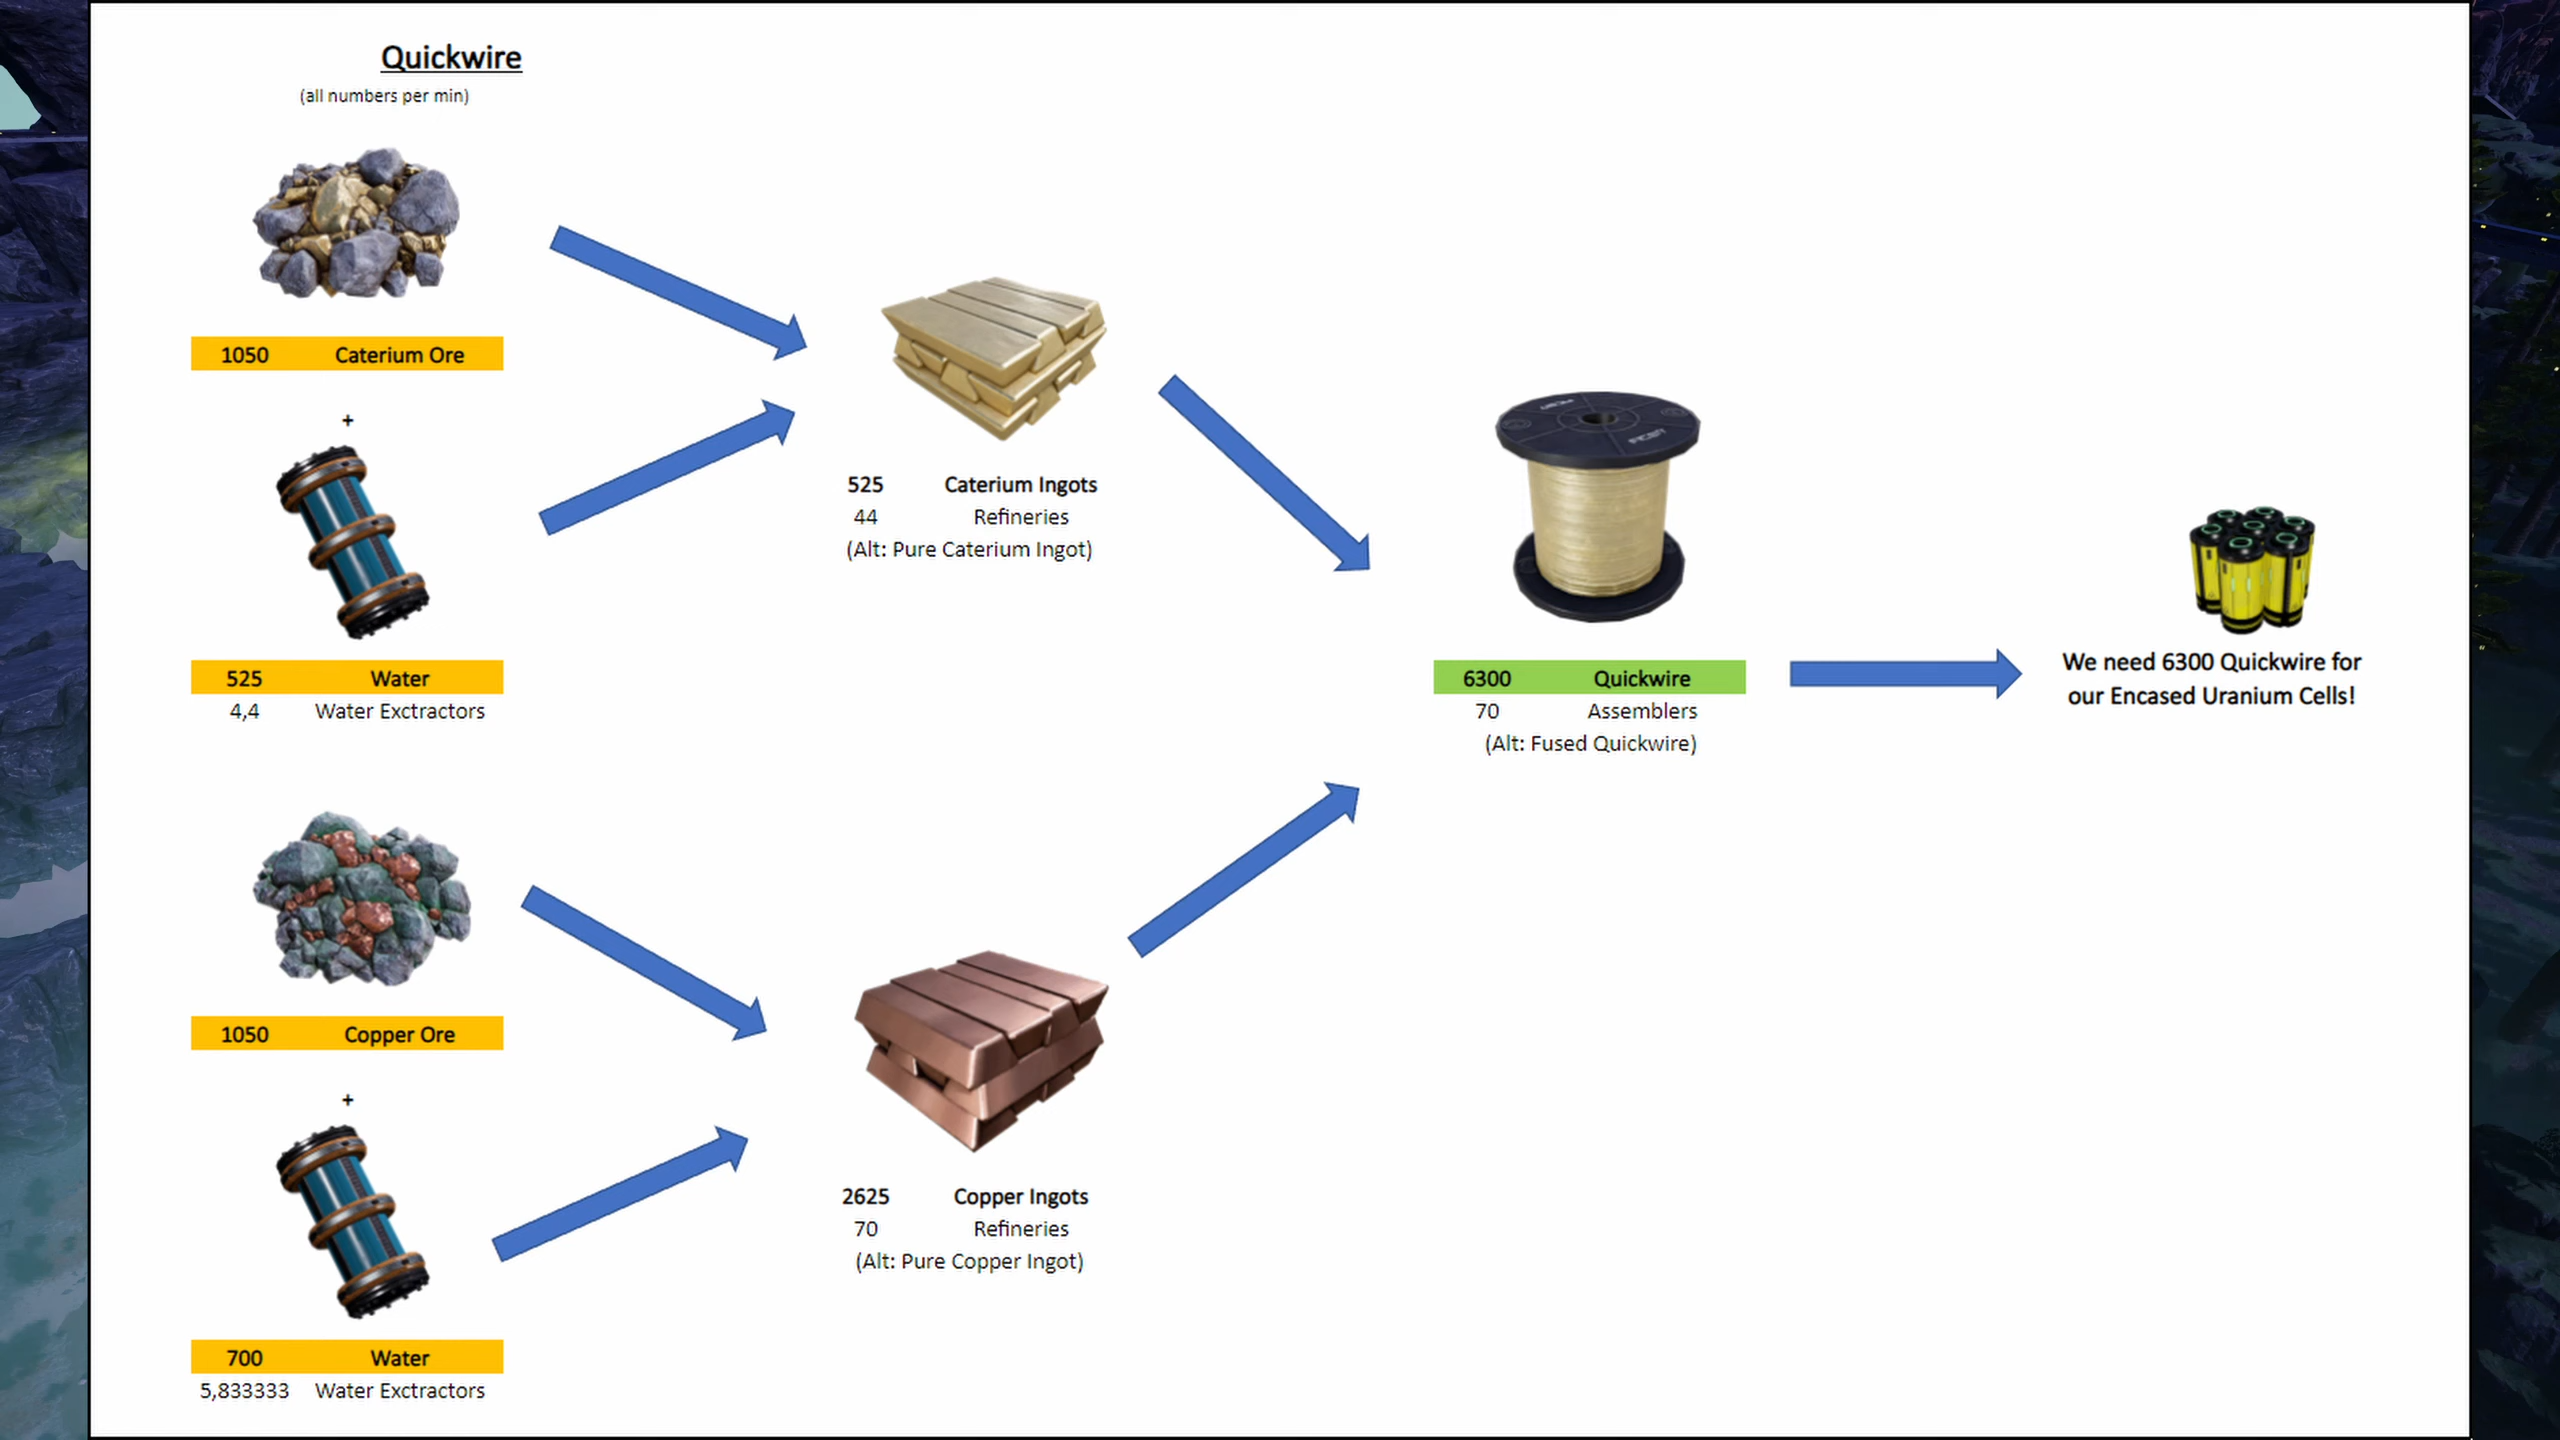 Quickwire
(all numbers per min)
1050 Caterium Ore
+
525 Water
4,4 Water Exctractors
1050 Copper Ore
+
700 Water
5,833333 Water Exctractors
525 Caterium Ingots
44 Refineries
(Alt: Pure Caterium Ingot)
2625 Copper Ingots
70 Refineries
(Alt: Pure Copper Ingot)
6300 Quickwire
70 Assemblers
(Alt: Fused Quickwire)
We need 6300 Quickwire for
our Encased Uranium Cells!